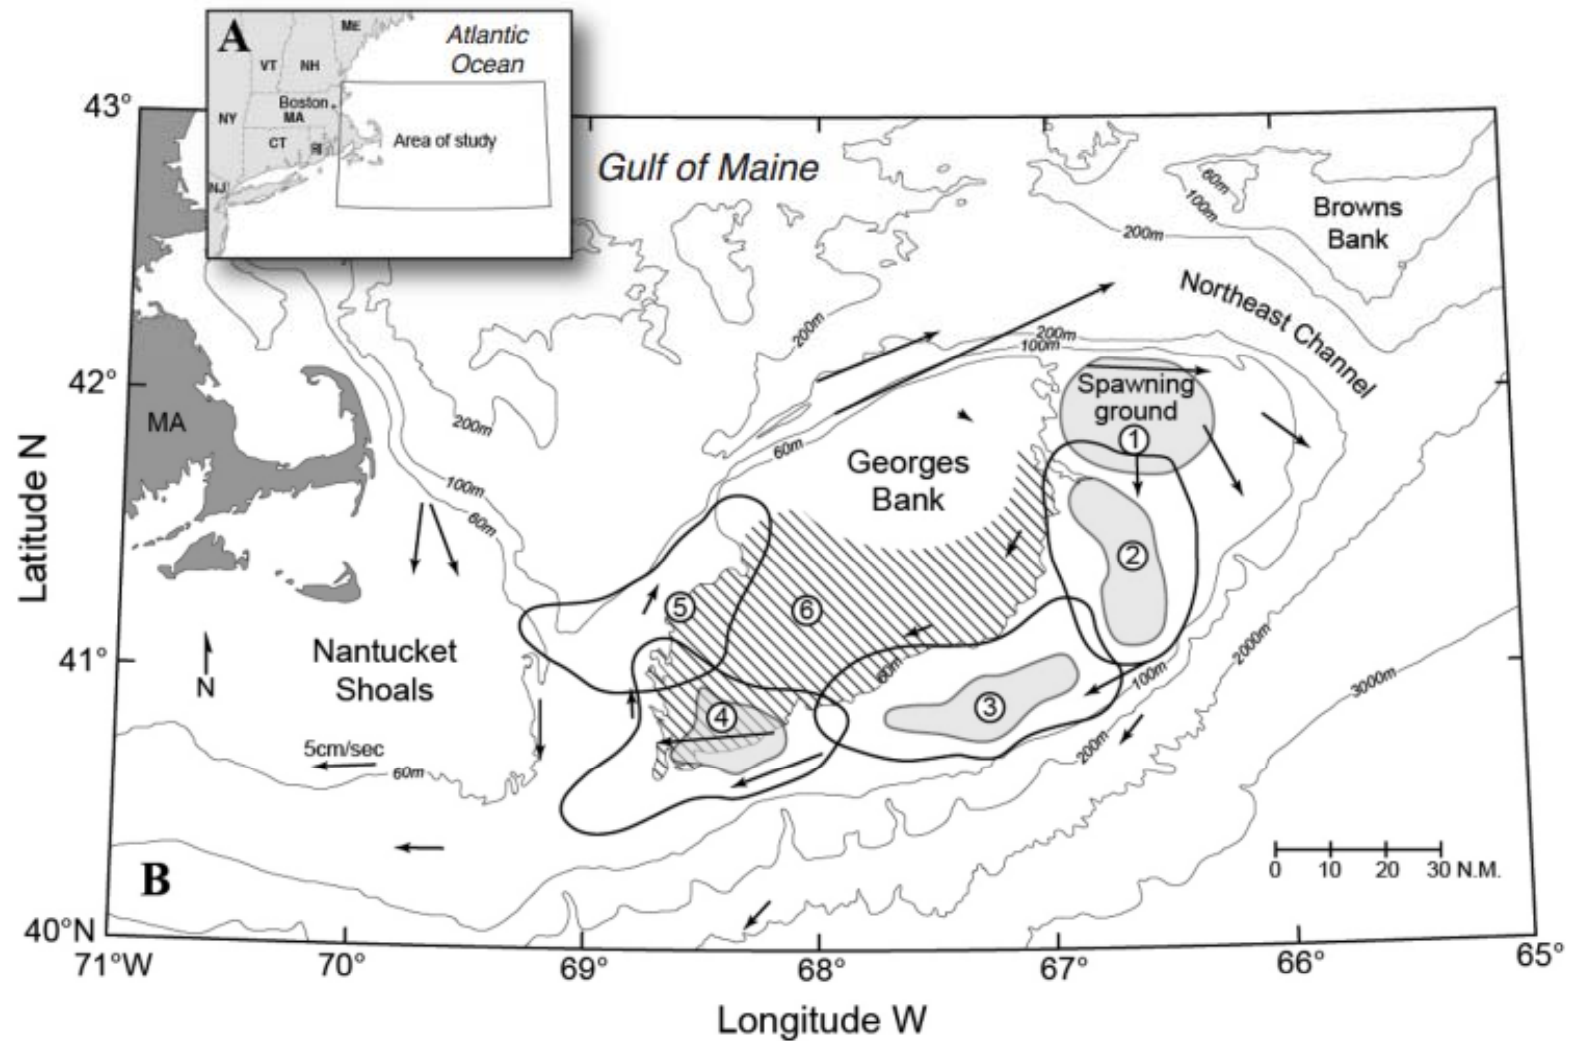 A
ME
Atlantic
Ocean
VT
NH
NY
Boston
MA
CT
RI
NJ
Area of study
43°
Gulf of Maine
60m
100m
Browns
Bank
200m
Northeast Channel
200m
200m
100m
42°
MA
200m
Spawning
ground
1
60m
Georges
Bank
100m
60m
2
5
6
41°
Nantucket
Shoals
N
60m
100m
2000m
3000m
4
3
200m
5cm/sec
60m
B
0 10 20 30 N.M.
40°N
71°W
70°
69°
68°
67°
66°
65°
Latitude N
Longitude W